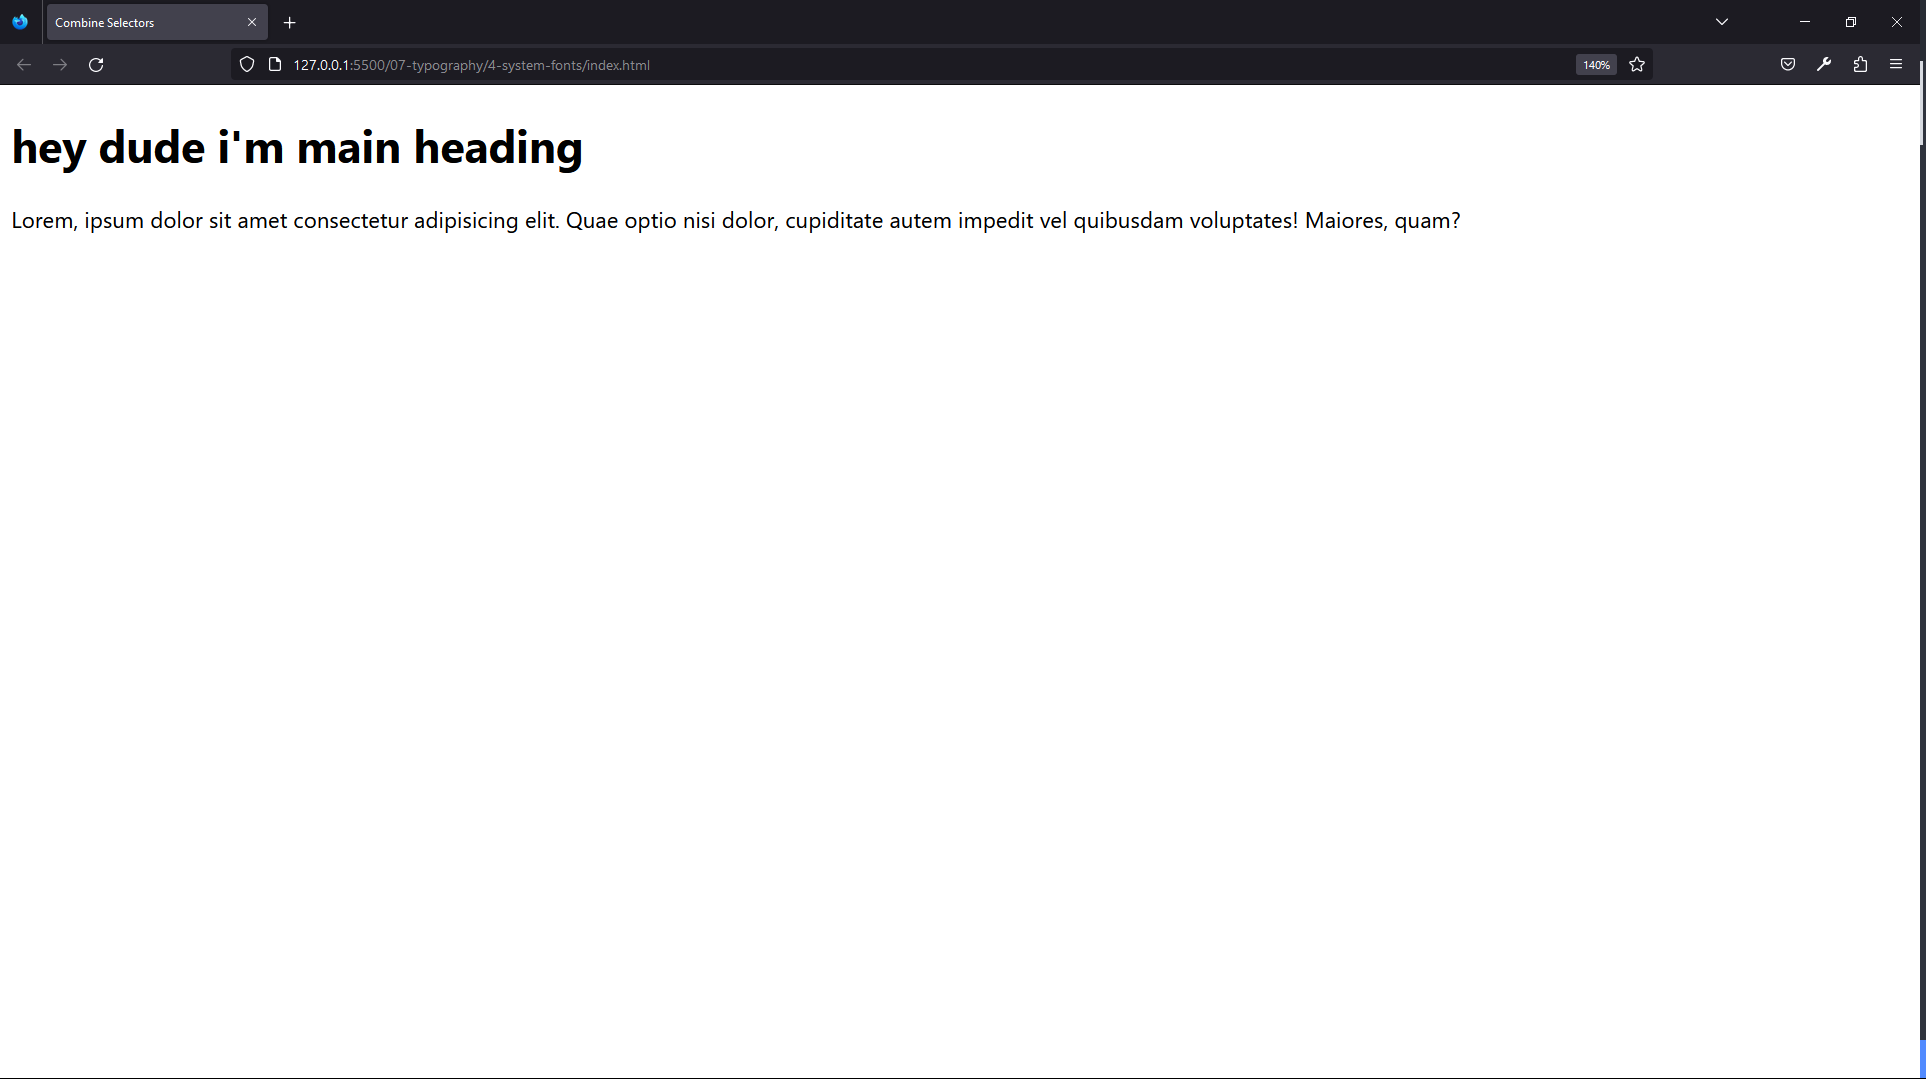 Combine Selectors
127.0.0.1:5500/07-typography/4-system-fonts/index.html
140%
hey dude i'm main heading
Lorem, ipsum dolor sit amet consectetur adipisicing elit. Quae optio nisi dolor, cupiditate autem impedit vel quibusdam voluptates! Maiores, quam?